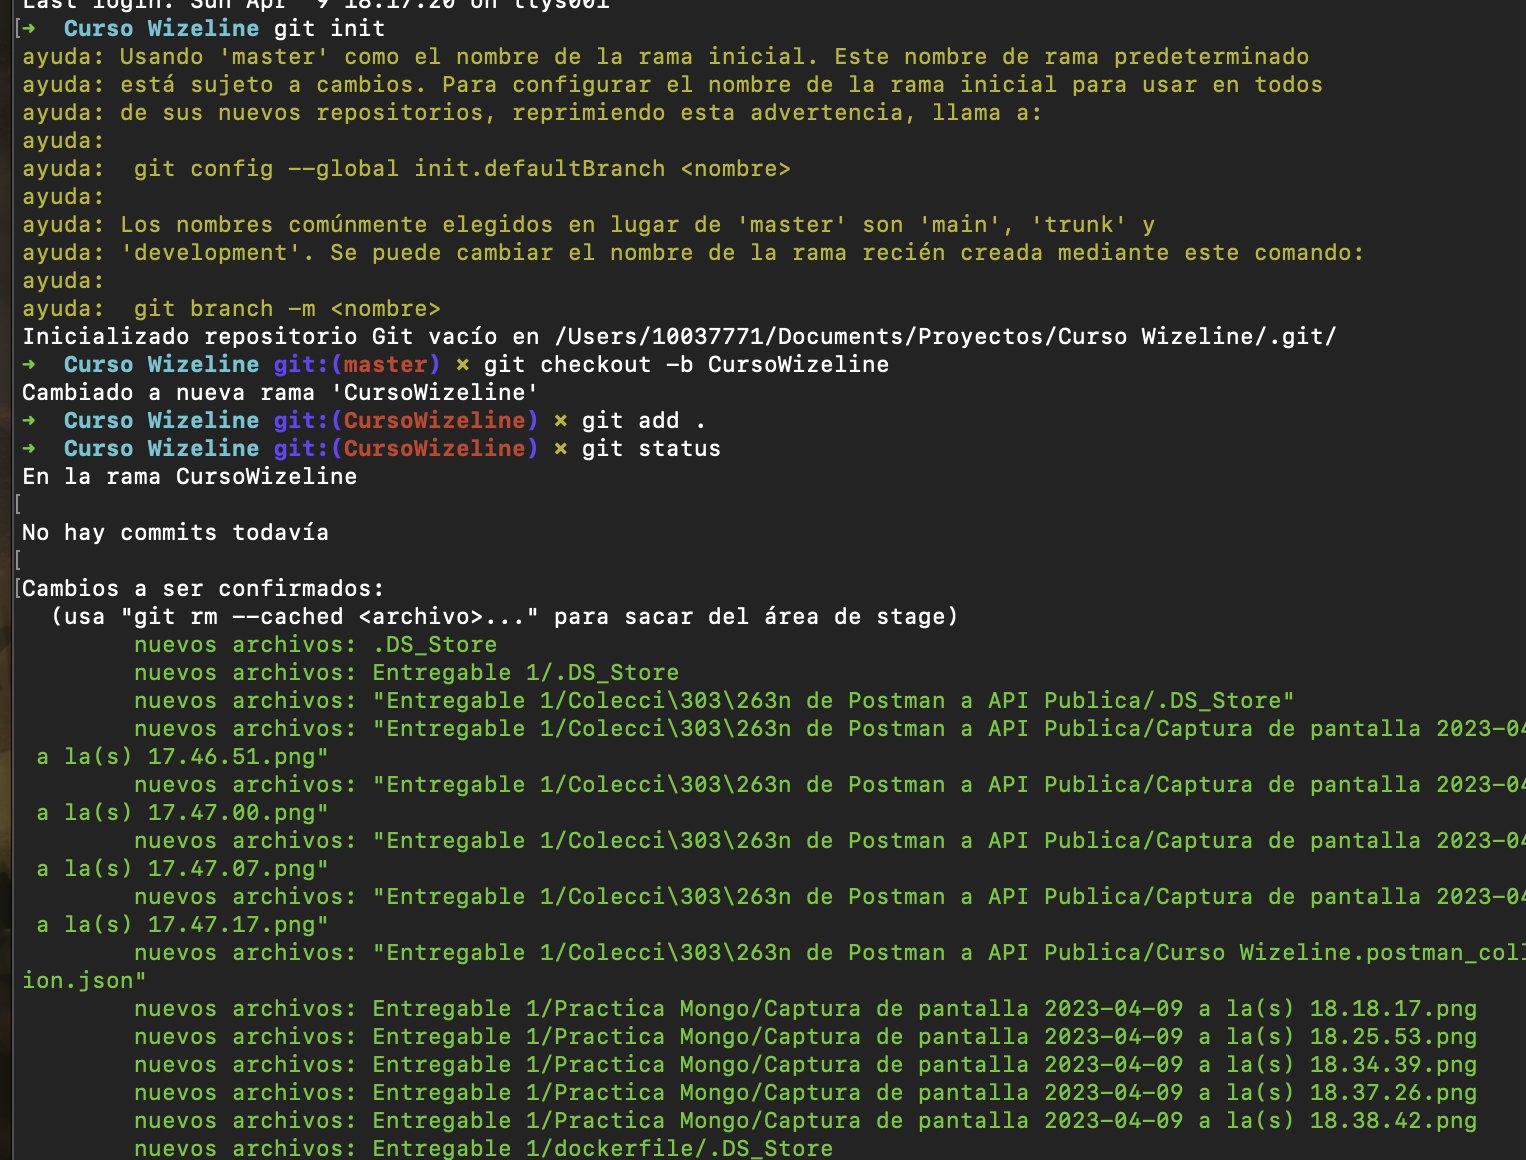 Last login: Sun Apr  9 18:17:20 on ttys001
[➜  Curso Wizeline git init
ayuda: Usando 'master' como el nombre de la rama inicial. Este nombre de rama predeterminado
ayuda: está sujeto a cambios. Para configurar el nombre de la rama inicial para usar en todos
ayuda: de sus nuevos repositorios, reprimiendo esta advertencia, llama a:
ayuda:
ayuda:  git config --global init.defaultBranch <nombre>
ayuda:
ayuda: Los nombres comúnmente elegidos en lugar de 'master' son 'main', 'trunk' y
ayuda: 'development'. Se puede cambiar el nombre de la rama recién creada mediante este comando:
ayuda:
ayuda:  git branch -m <nombre>
Inicializado repositorio Git vacío en /Users/10037771/Documents/Proyectos/Curso Wizeline/.git/
➜  Curso Wizeline git:(master) × git checkout -b CursoWizeline
Cambiado a nueva rama 'CursoWizeline'
➜  Curso Wizeline git:(CursoWizeline) × git add .
➜  Curso Wizeline git:(CursoWizeline) × git status
En la rama CursoWizeline
[
No hay commits todavía
[
[Cambios a ser confirmados:
  (usa "git rm --cached <archivo>..." para sacar del área de stage)
        nuevos archivos: .DS_Store
        nuevos archivos: Entregable 1/.DS_Store
        nuevos archivos: "Entregable 1/Colecci\303\263n de Postman a API Publica/.DS_Store"
        nuevos archivos: "Entregable 1/Colecci\303\263n de Postman a API Publica/Captura de pantalla 2023-04
 a la(s) 17.46.51.png"
        nuevos archivos: "Entregable 1/Colecci\303\263n de Postman a API Publica/Captura de pantalla 2023-04
 a la(s) 17.47.00.png"
        nuevos archivos: "Entregable 1/Colecci\303\263n de Postman a API Publica/Captura de pantalla 2023-04
 a la(s) 17.47.07.png"
        nuevos archivos: "Entregable 1/Colecci\303\263n de Postman a API Publica/Captura de pantalla 2023-04
 a la(s) 17.47.17.png"
        nuevos archivos: "Entregable 1/Colecci\303\263n de Postman a API Publica/Curso Wizeline.postman_coll
ion.json"
        nuevos archivos: Entregable 1/Practica Mongo/Captura de pantalla 2023-04-09 a la(s) 18.18.17.png
        nuevos archivos: Entregable 1/Practica Mongo/Captura de pantalla 2023-04-09 a la(s) 18.25.53.png
        nuevos archivos: Entregable 1/Practica Mongo/Captura de pantalla 2023-04-09 a la(s) 18.34.39.png
        nuevos archivos: Entregable 1/Practica Mongo/Captura de pantalla 2023-04-09 a la(s) 18.37.26.png
        nuevos archivos: Entregable 1/Practica Mongo/Captura de pantalla 2023-04-09 a la(s) 18.38.42.png
        nuevos archivos: Entregable 1/dockerfile/.DS_Store